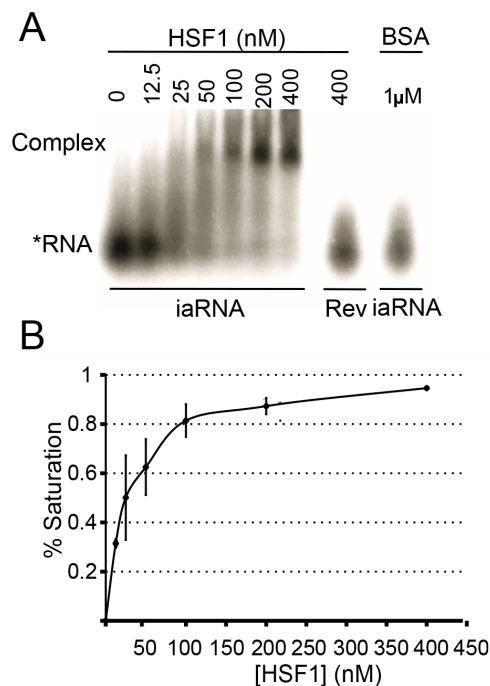 A
HSF1 (nM) BSA
0 12.5 25 50 100 200 400 400 1µM
Complex
*RNA
iaRNA Rev iaRNA
B
1
0.8
0.6
0.4
0.2
% Saturation
50 100 150 200 250 300 350 400 450
[HSF1] (nM)